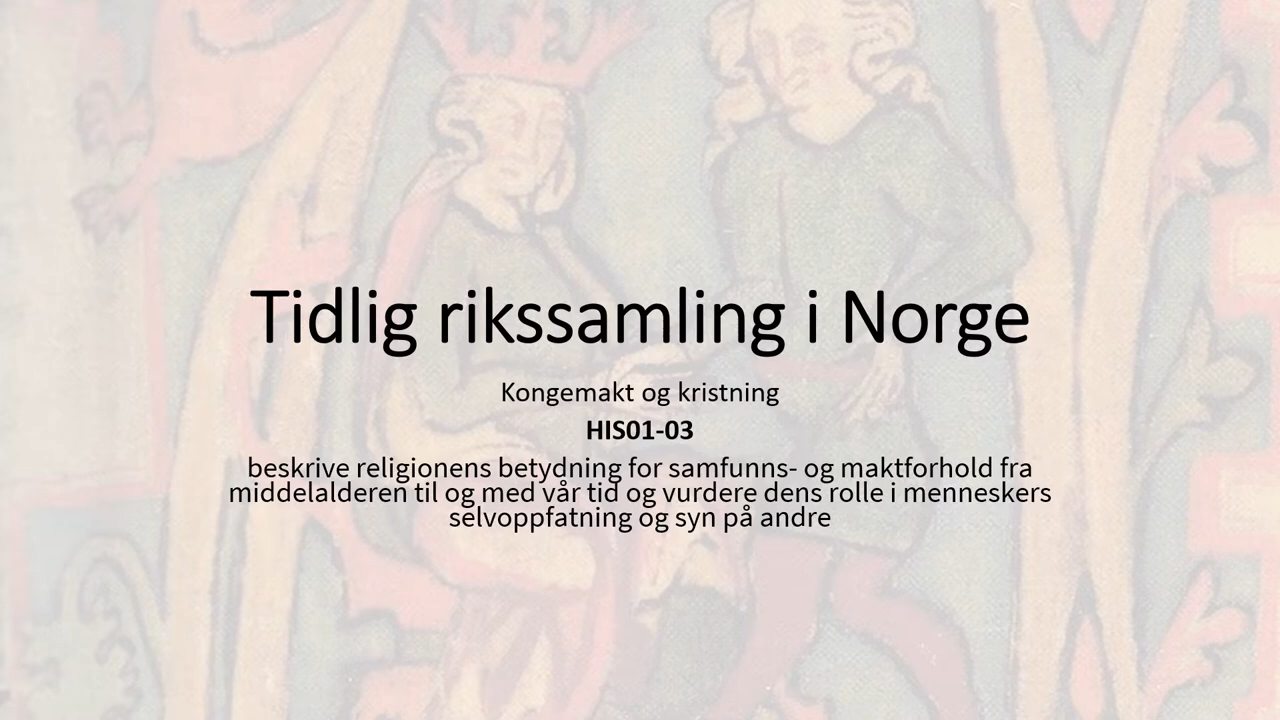 Tidlig rikssamling i Norge
Kongemakt og kristning
HIS01-03
beskrive religionens betydning for samfunns- og maktforhold fra
middelalderen til og med vår tid og vurdere dens rolle i menneskers
selvoppfatning og syn på andre